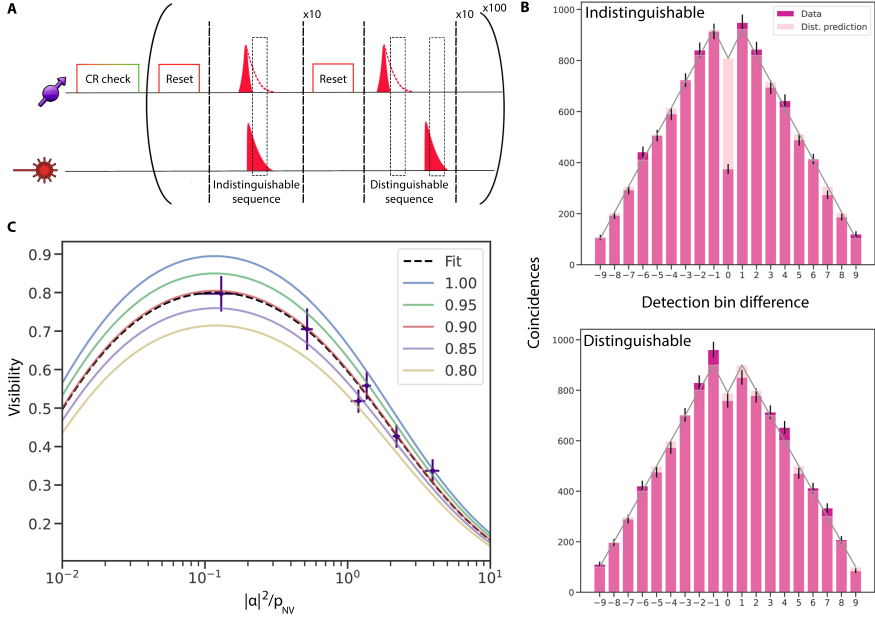 A
x10
x10
x100
CR check
Reset
Reset
Indistinguishable
sequence
Distinguishable
sequence
B
Indistinguishable
Data
Dist. prediction
1000
800
600
400
200
0
−9 −8 −7 −6 −5 −4 −3 −2 −1 0 1 2 3 4 5 6 7 8 9
Detection bin difference
Coincidences
Distinguishable
1000
800
600
400
200
0
−9 −8 −7 −6 −5 −4 −3 −2 −1 0 1 2 3 4 5 6 7 8 9
C
Visibility
0.9
0.8
0.7
0.6
0.5
0.4
0.3
0.2
Fit
1.00
0.95
0.90
0.85
0.80
10⁻² 10⁻¹ 10⁰ 10¹
|α|²/pNV